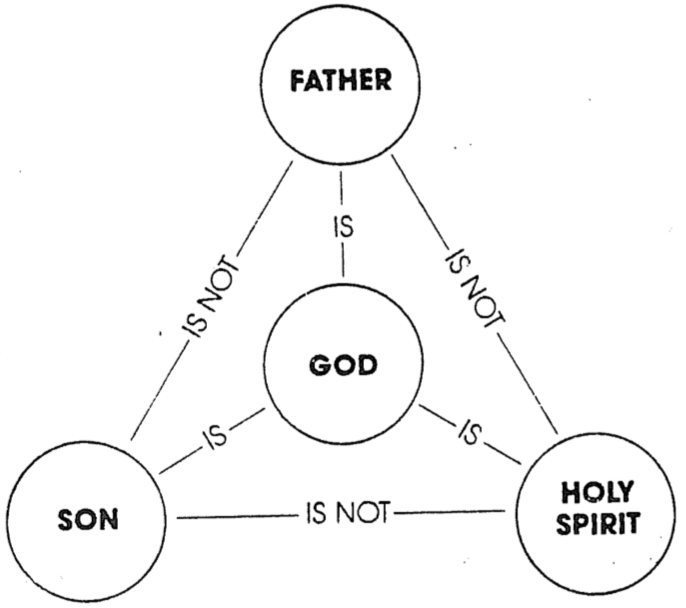 FATHER
IS
IS NOT
IS NOT
GOD
IS
IS
SON
IS NOT
HOLY
SPIRIT